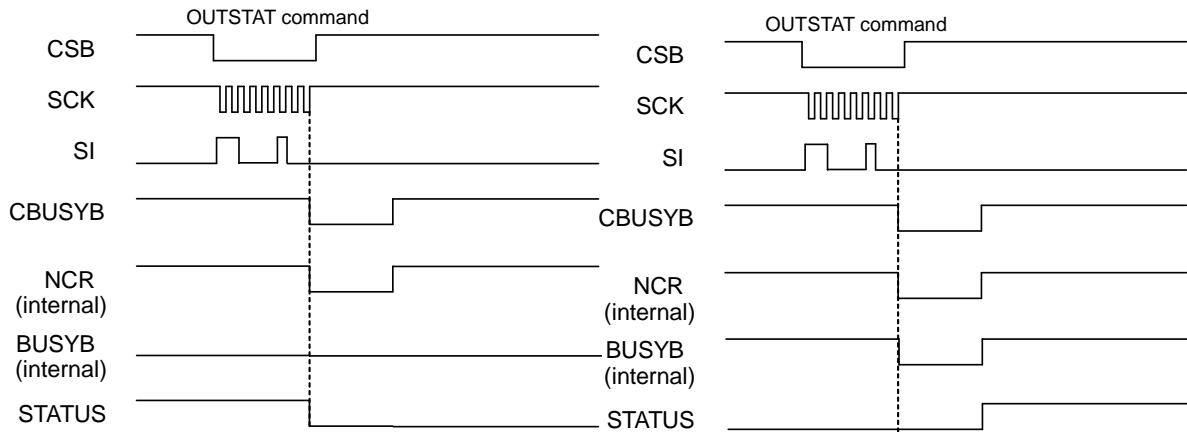 OUTSTAT command
CSB
SCK
SI
CBUSYB
NCR
(internal)
BUSYB
(internal)
STATUS
OUTSTAT command
CSB
SCK
SI
CBUSYB
NCR
(internal)
BUSYB
(internal)
STATUS